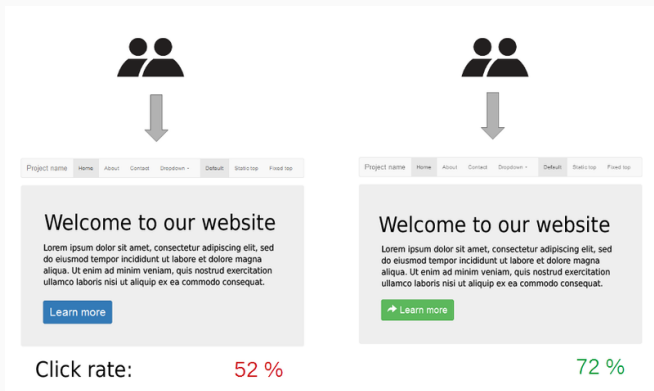 Project name Home About Contact Dropdown Default Static top Fixed top
Welcome to our website
Lorem ipsum dolor sit amet, consectetur adipiscing elit, sed
do eiusmod tempor incididunt ut labore et dolore magna
aliqua. Ut enim ad minim veniam, quis nostrud exercitation
ullamco laboris nisi ut aliquip ex ea commodo consequat.
Learn more
Click rate: 52 %
Project name Home About Contact Dropdown Default Static top Fixed top
Welcome to our website
Lorem ipsum dolor sit amet, consectetur adipiscing elit, sed
do eiusmod tempor incididunt ut labore et dolore magna
aliqua. Ut enim ad minim veniam, quis nostrud exercitation
ullamco laboris nisi ut aliquip ex ea commodo consequat.
Learn more
72 %